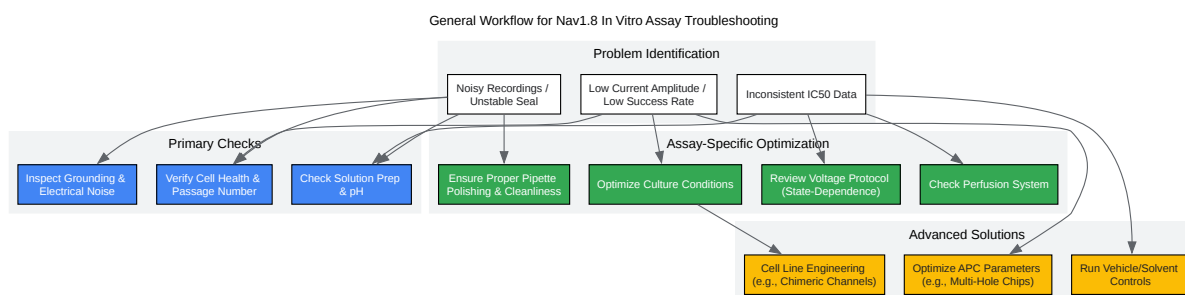 General Workflow for Nav1.8 In Vitro Assay Troubleshooting
Problem Identification
Noisy Recordings /
Unstable Seal
Low Current Amplitude /
Low Success Rate
Inconsistent IC50 Data
Primary Checks
Inspect Grounding &
Electrical Noise
Verify Cell Health &
Passage Number
Check Solution Prep
& pH
Assay-Specific Optimization
Ensure Proper Pipette
Polishing & Cleanliness
Optimize Culture Conditions
Review Voltage Protocol
(State-Dependence)
Check Perfusion System
Advanced Solutions
Cell Line Engineering
(e.g., Chimeric Channels)
Optimize APC Parameters
(e.g., Multi-Hole Chips)
Run Vehicle/Solvent
Controls